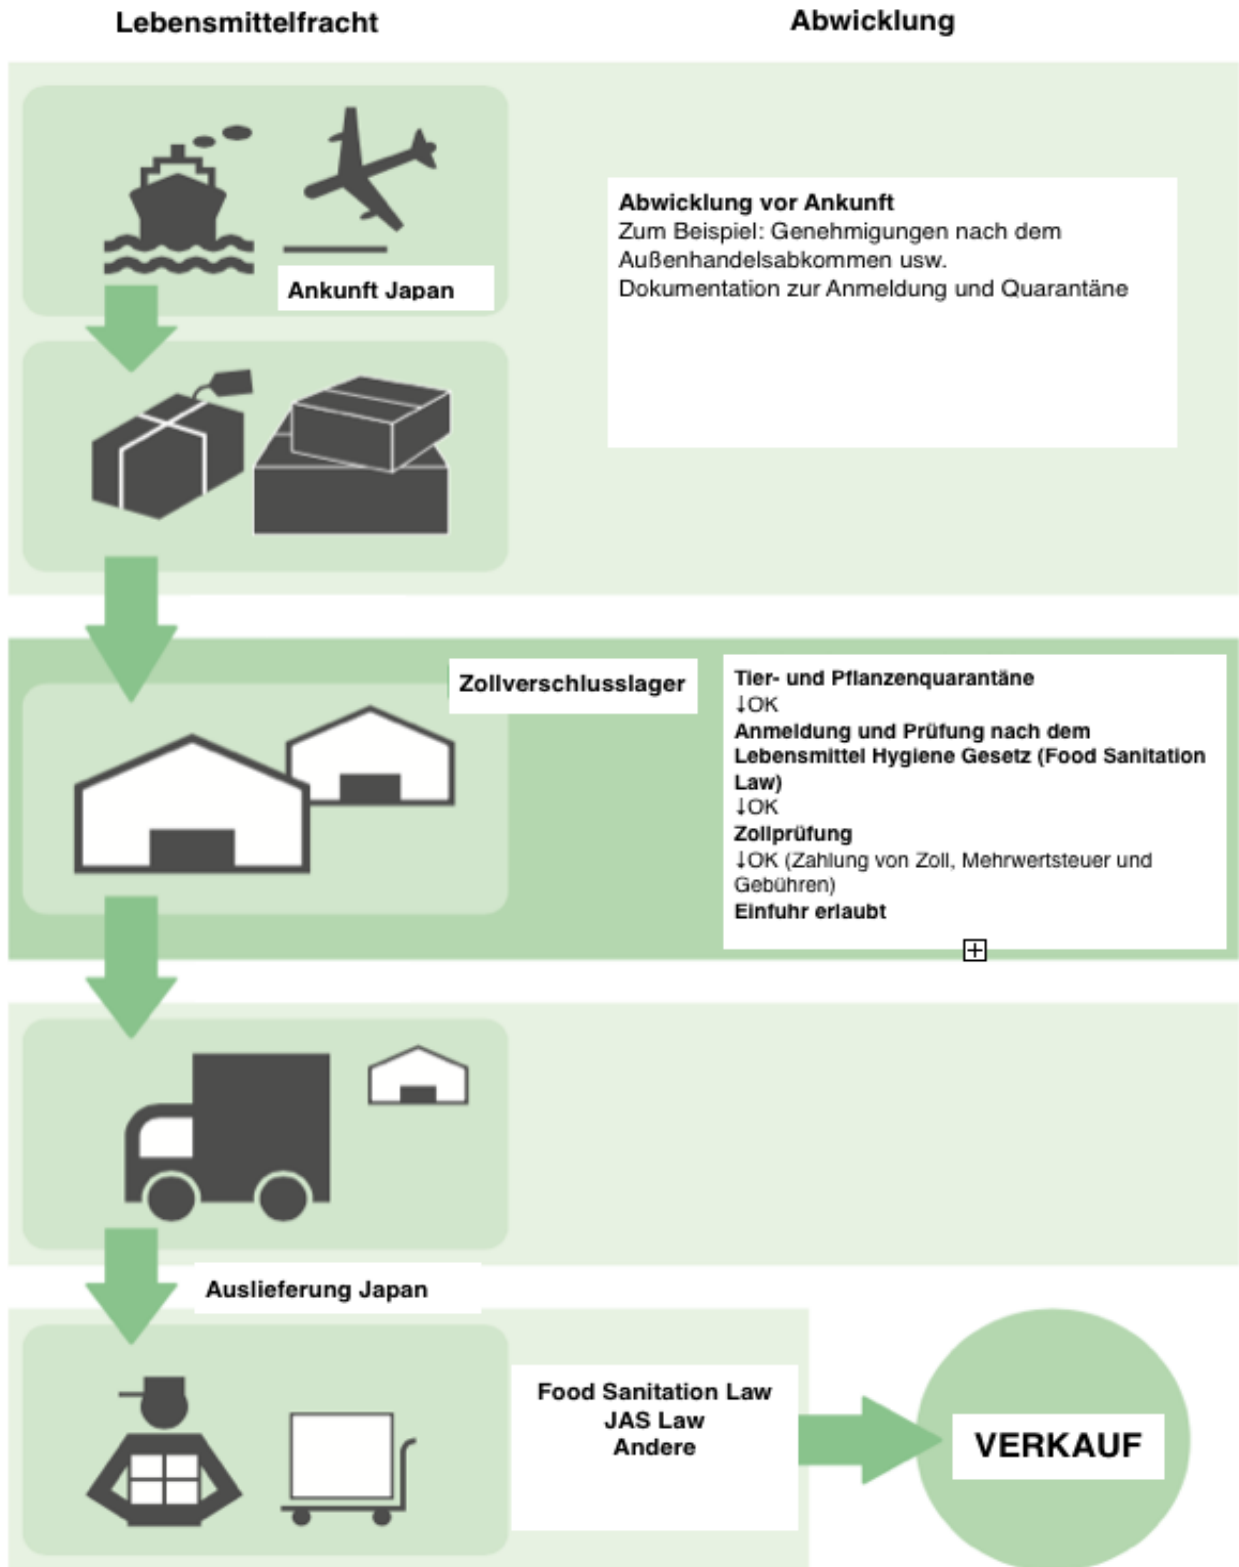 Lebensmittelfracht
Abwicklung
Ankunft Japan
Abwicklung vor Ankunft
Zum Beispiel: Genehmigungen nach dem
Außenhandelsabkommen usw.
Dokumentation zur Anmeldung und Quarantäne
Zollverschlusslager
Tier- und Pflanzenquarantäne
↓OK
Anmeldung und Prüfung nach dem
Lebensmittel Hygiene Gesetz (Food Sanitation
Law)
↓OK
Zollprüfung
↓OK (Zahlung von Zoll, Mehrwertsteuer und
Gebühren)
Einfuhr erlaubt
Auslieferung Japan
Food Sanitation Law
JAS Law
Andere
VERKAUF